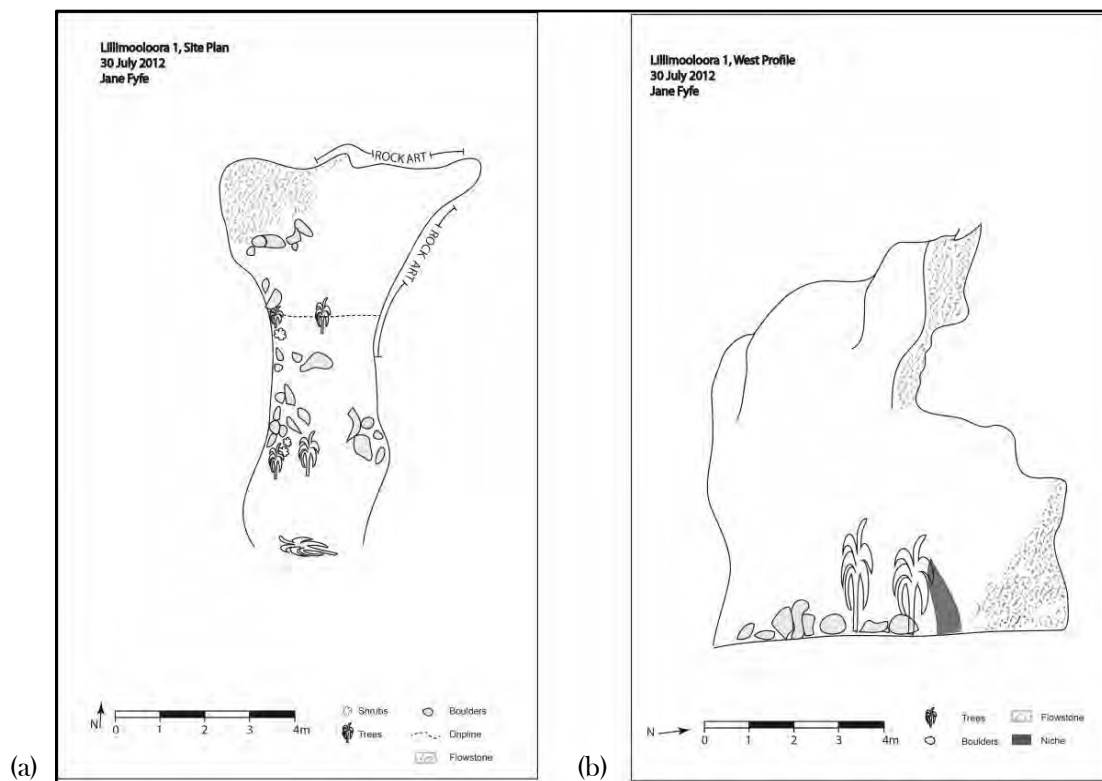 Lillimooloora 1, Site Plan
30 July 2012
Jane Fyfe
ROCK ART
ROCK ART
N
0 1 2 3 4m
Shrubs
Trees
Boulders
Dripline
Flowstone
(a)
Lillimooloora 1, West Profile
30 July 2012
Jane Fyfe
N
0 1 2 3 4m
Trees
Boulders
Flowstone
Niche
(b)